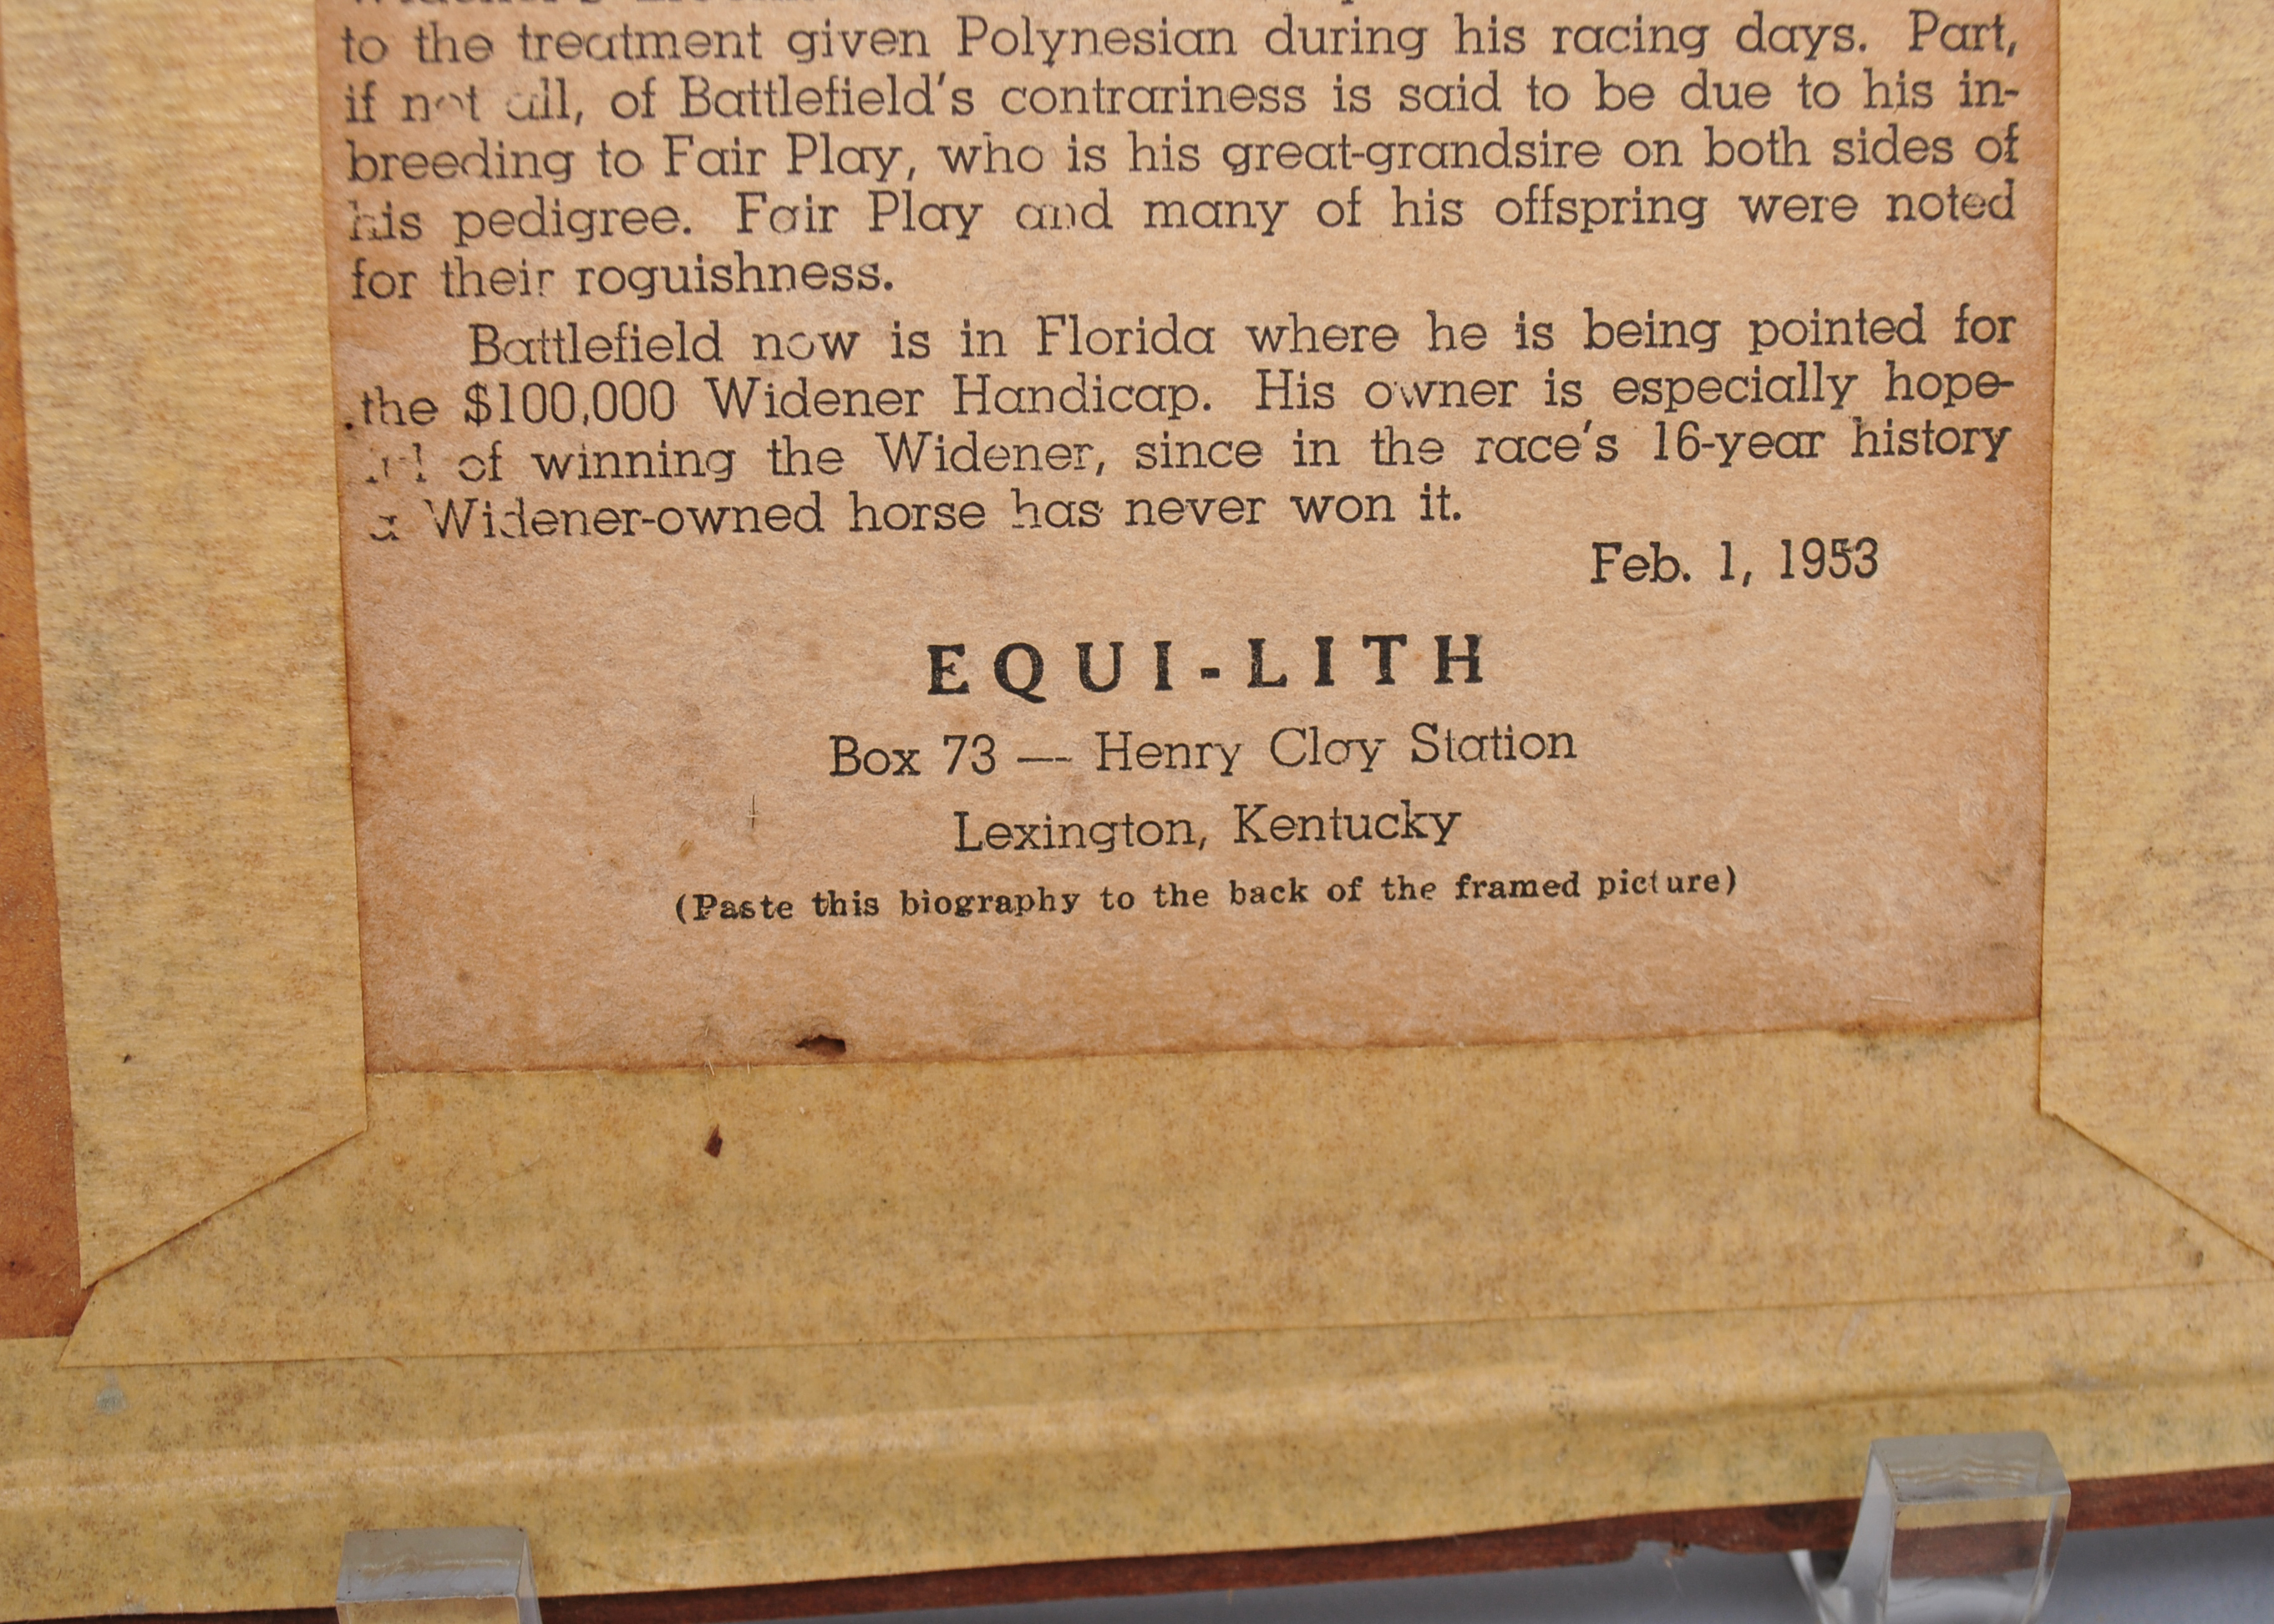 to the treatment given Polynesian during his racing days. Part,
if not all, of Battlefield's contrariness is said to be due to his in-
breeding to Fair Play, who is his great-grandsire on both sides of
his pedigree. Fair Play and many of his offspring were noted
for their roguishness.
Battlefield now is in Florida where he is being pointed for
the $100,000 Widener Handicap. His owner is especially hope-
ful of winning the Widener, since in the race's 16-year history
a Widener-owned horse has never won it.
Feb. 1, 1953
EQUI-LITH
Box 73 — Henry Clay Station
Lexington, Kentucky
(Paste this biography to the back of the framed picture)